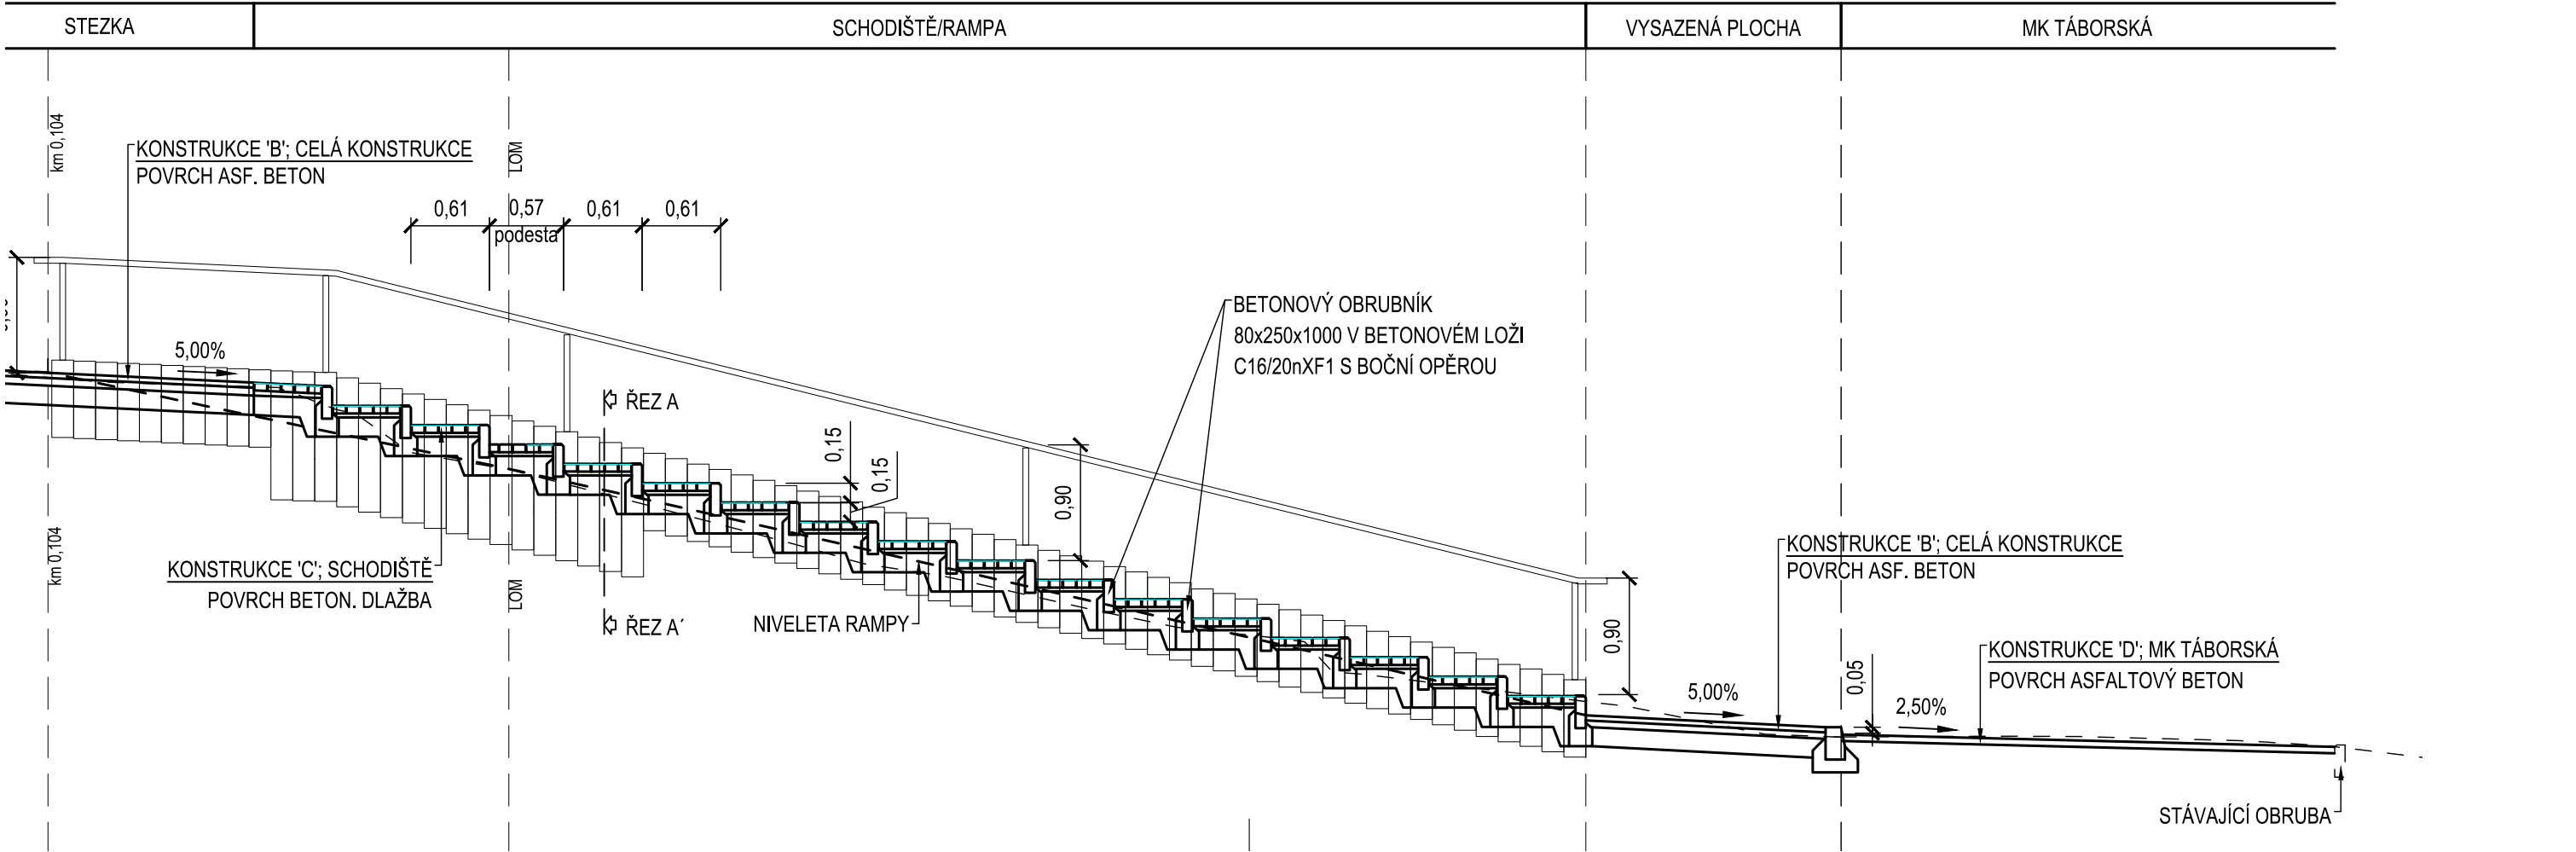 STEZKA
SCHODIŠTĚ/RAMPA
VYSAZENÁ PLOCHA
MK TÁBORSKÁ
km 0,104
LOM
KONSTRUKCE 'B'; CELÁ KONSTRUKCE
POVRCH ASF. BETON
0,61
0,57
0,61
0,61
podesta
5,00%
BETONOVÝ OBRUBNÍK
80x250x1000 V BETONOVÉM LOŽI
C16/20nXF1 S BOČNÍ OPĚROU
ŘEZ A
0,15
0,15
0,90
km 0,104
LOM
KONSTRUKCE 'C'; SCHODIŠTĚ
POVRCH BETON. DLAŽBA
ŘEZ A´
NIVELETA RAMPY
KONSTRUKCE 'B'; CELÁ KONSTRUKCE
POVRCH ASF. BETON
0,90
5,00%
0,05
2,50%
KONSTRUKCE 'D'; MK TÁBORSKÁ
POVRCH ASFALTOVÝ BETON
STÁVAJÍCÍ OBRUBA